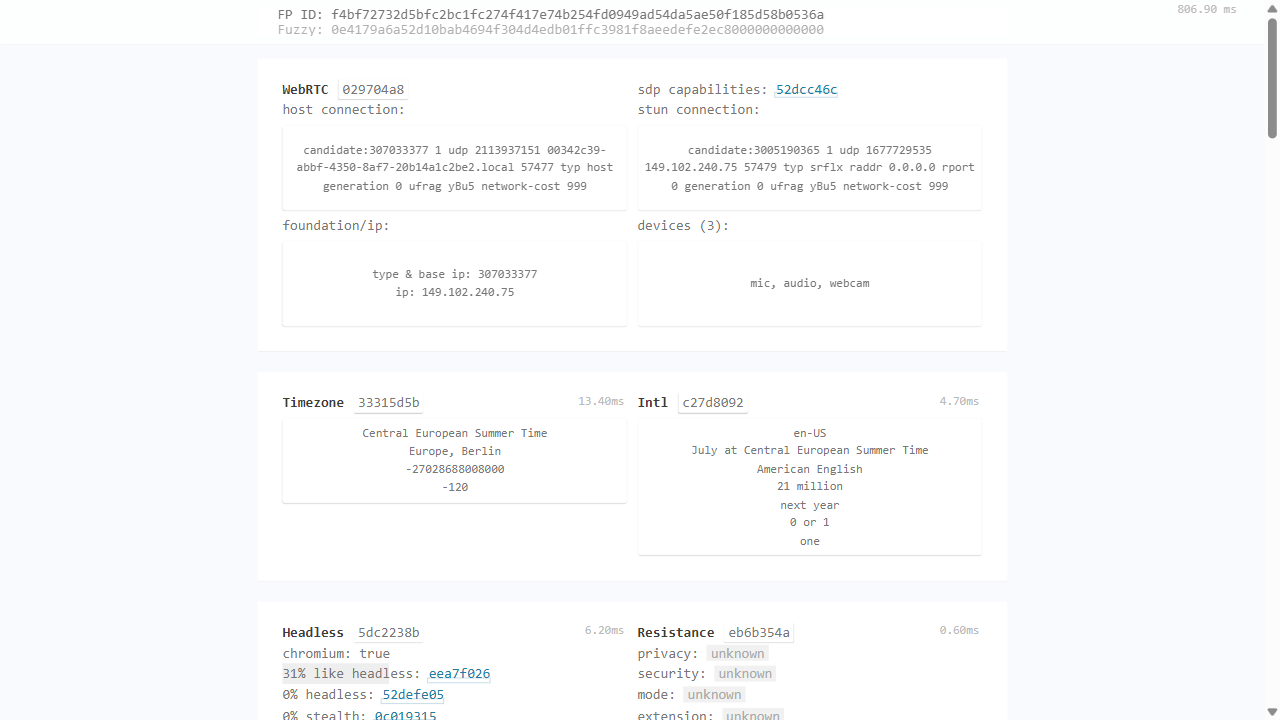 FP ID: f4bf72732d5bfc2bc1fc274f417e74b254fd0949ad54da5ae50f185d58b0536a
806.90 ms
Fuzzy: 0e4179a6a52d10bab4694f304d4edb01ffc3981f8aeedefe2ec8000000000000
WebRTC 029704a8
host connection:
candidate:307033377 1 udp 2113937151 00342c39-
abbf-4350-8af7-20b14a1c2be2.local 57477 typ host
generation 0 ufrag yBu5 network-cost 999
foundation/ip:
type & base ip: 307033377
ip: 149.102.240.75
sdp capabilities: 52dcc46c
stun connection:
candidate:3005190365 1 udp 1677729535
149.102.240.75 57479 typ srflx raddr 0.0.0.0 rport
0 generation 0 ufrag yBu5 network-cost 999
devices (3):
mic, audio, webcam
Timezone 33315d5b 13.40ms
Central European Summer Time
Europe, Berlin
-27028688008000
-120
Intl c27d8092 4.70ms
en-US
July at Central European Summer Time
American English
21 million
next year
0 or 1
one
Headless 5dc2238b 6.20ms
chromium: true
31% like headless: eea7f026
0% headless: 52defe05
0% stealth: 0c019315
Resistance eb6b354a 0.60ms
privacy: unknown
security: unknown
mode: unknown
extension: unknown